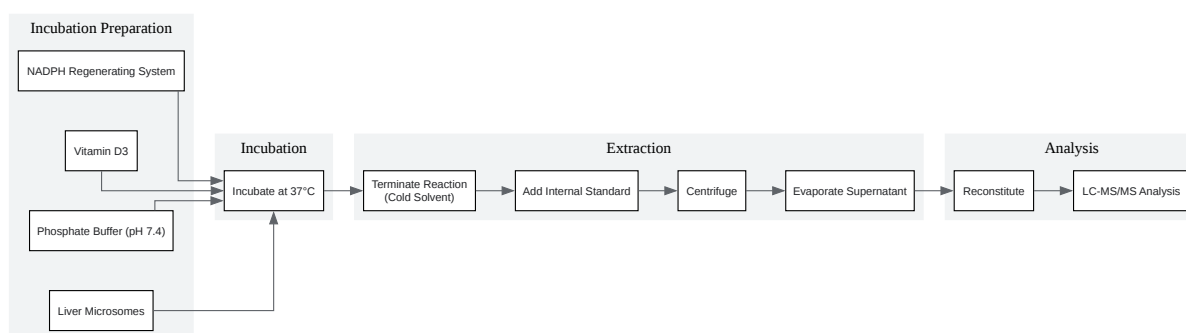 Incubation Preparation
NADPH Regenerating System
Vitamin D3
Phosphate Buffer (pH 7.4)
Liver Microsomes
Incubation
Incubate at 37°C
Extraction
Terminate Reaction
(Cold Solvent)
Add Internal Standard
Centrifuge
Evaporate Supernatant
Analysis
Reconstitute
LC-MS/MS Analysis